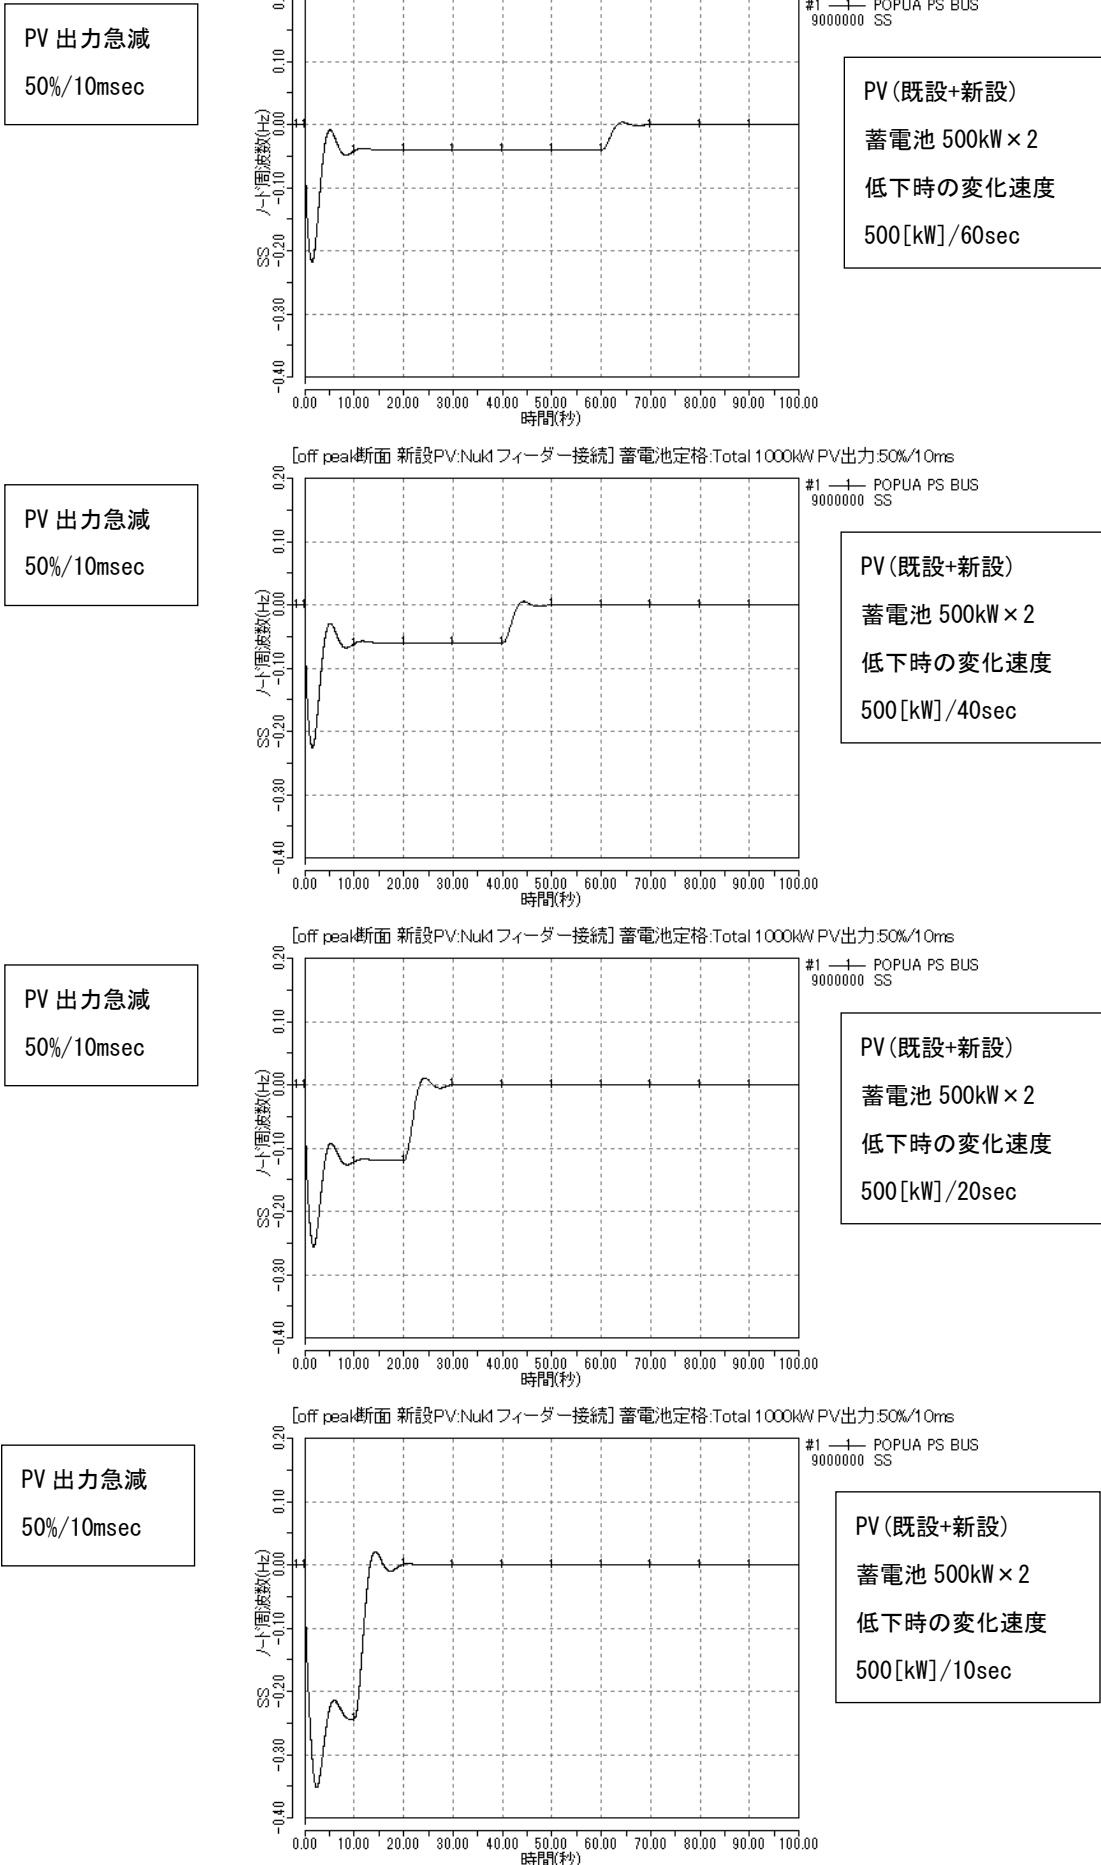 PV 出力急減
50%/10msec
0.10
0.00
-0.10
-0.20
-0.30
-0.40
SS ノード周波数(Hz)
0.00 10.00 20.00 30.00 40.00 50.00 60.00 70.00 80.00 90.00 100.00
時間(秒)
#1 1 POPUA PS BUS
9000000 SS
PV(既設+新設)
蓄電池 500kW×2
低下時の変化速度
500[kW]/60sec
[off peak断面 新設PV:Nuk1フィーダー接続] 蓄電池定格:Total 1000kW PV出力:50%/10ms
PV 出力急減
50%/10msec
0.20
0.10
0.00
-0.10
-0.20
-0.30
-0.40
SS ノード周波数(Hz)
0.00 10.00 20.00 30.00 40.00 50.00 60.00 70.00 80.00 90.00 100.00
時間(秒)
#1 1 POPUA PS BUS
9000000 SS
PV(既設+新設)
蓄電池 500kW×2
低下時の変化速度
500[kW]/40sec
[off peak断面 新設PV:Nuk1フィーダー接続] 蓄電池定格:Total 1000kW PV出力:50%/10ms
PV 出力急減
50%/10msec
0.20
0.10
0.00
-0.10
-0.20
-0.30
-0.40
SS ノード周波数(Hz)
0.00 10.00 20.00 30.00 40.00 50.00 60.00 70.00 80.00 90.00 100.00
時間(秒)
#1 1 POPUA PS BUS
9000000 SS
PV(既設+新設)
蓄電池 500kW×2
低下時の変化速度
500[kW]/20sec
[off peak断面 新設PV:Nuk1フィーダー接続] 蓄電池定格:Total 1000kW PV出力:50%/10ms
PV 出力急減
50%/10msec
0.20
0.10
0.00
-0.10
-0.20
-0.30
-0.40
SS ノード周波数(Hz)
0.00 10.00 20.00 30.00 40.00 50.00 60.00 70.00 80.00 90.00 100.00
時間(秒)
#1 1 POPUA PS BUS
9000000 SS
PV(既設+新設)
蓄電池 500kW×2
低下時の変化速度
500[kW]/10sec